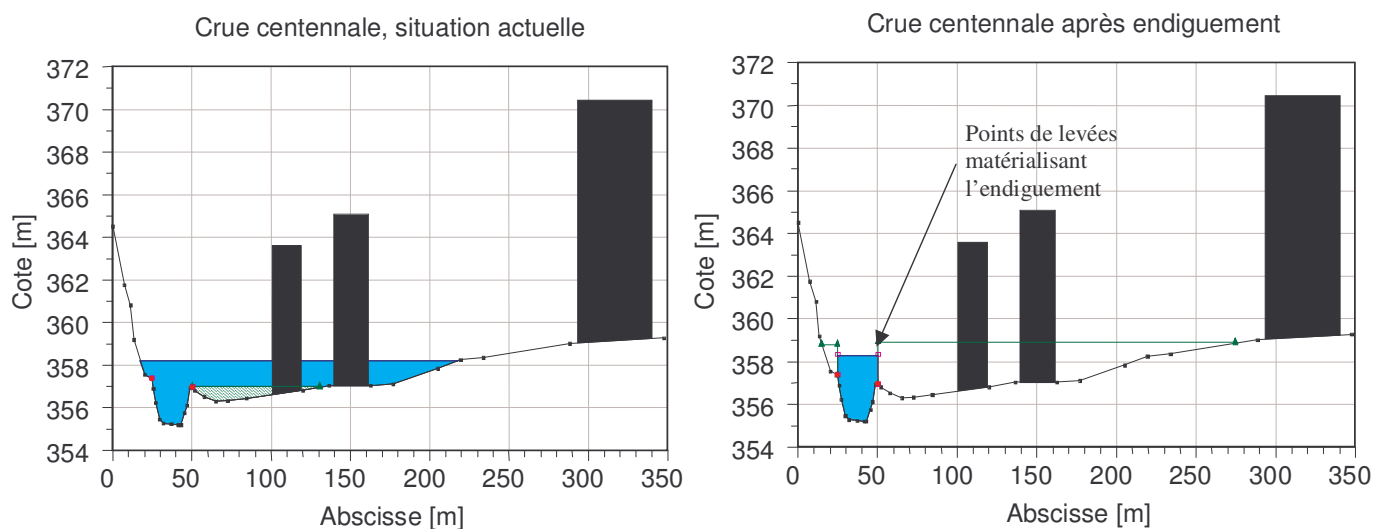 Crue centennale, situation actuelle
372
370
368
366
364
362
360
358
356
354
Cote [m]
0 50 100 150 200 250 300 350
Abscisse [m]
Crue centennale après endiguement
372
370
368
366
364
362
360
358
356
354
Cote [m]
Points de levées
matérialisant
l'endiguement
0 50 100 150 200 250 300 350
Abscisse [m]